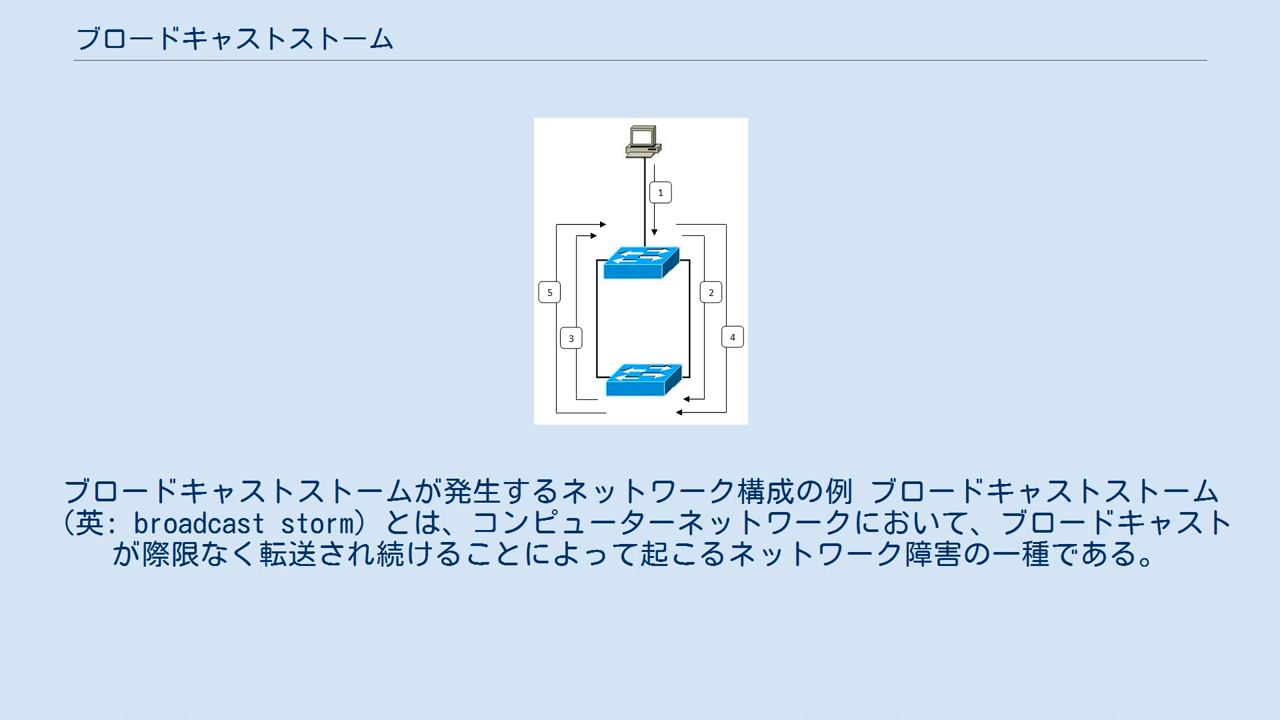 ブロードキャストストーム
1
5
2
3
4
ブロードキャストストームが発生するネットワーク構成の例 ブロードキャストストーム
(英: broadcast storm) とは、コンピューターネットワークにおいて、ブロードキャスト
が際限なく転送され続けることによって起こるネットワーク障害の一種である。